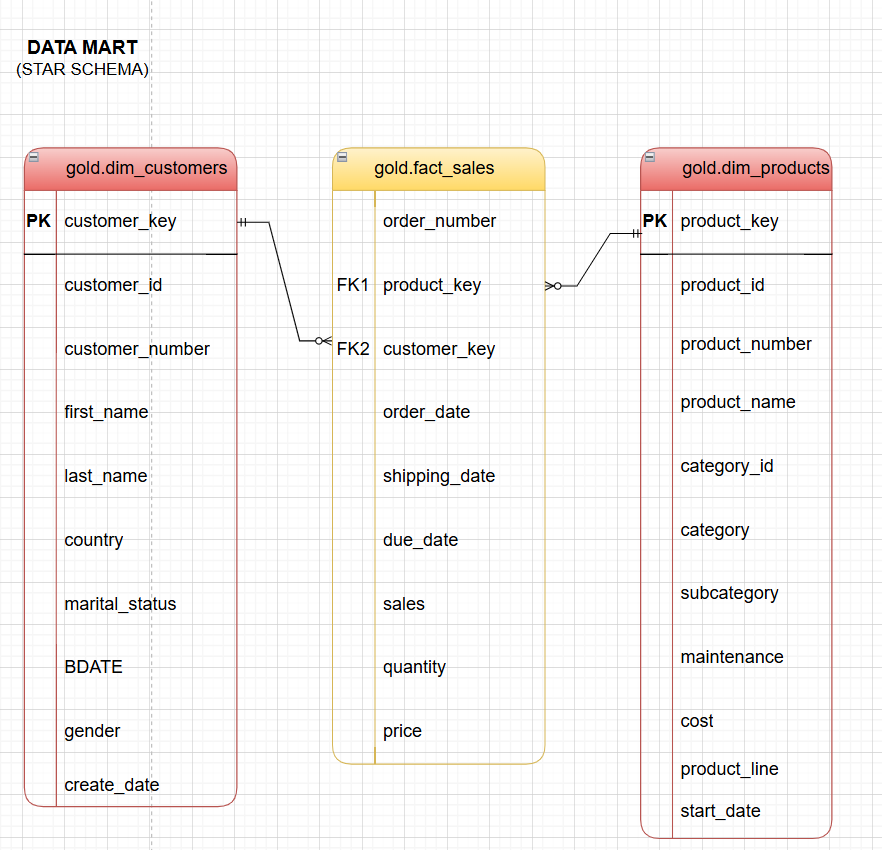 DATA MART
(STAR SCHEMA)
gold.dim_customers
PK customer_key
customer_id
customer_number
first_name
last_name
country
marital_status
BDATE
gender
create_date
gold.fact_sales
order_number
FK1 product_key
FK2 customer_key
order_date
shipping_date
due_date
sales
quantity
price
gold.dim_products
PK product_key
product_id
product_number
product_name
category_id
category
subcategory
maintenance
cost
product_line
start_date